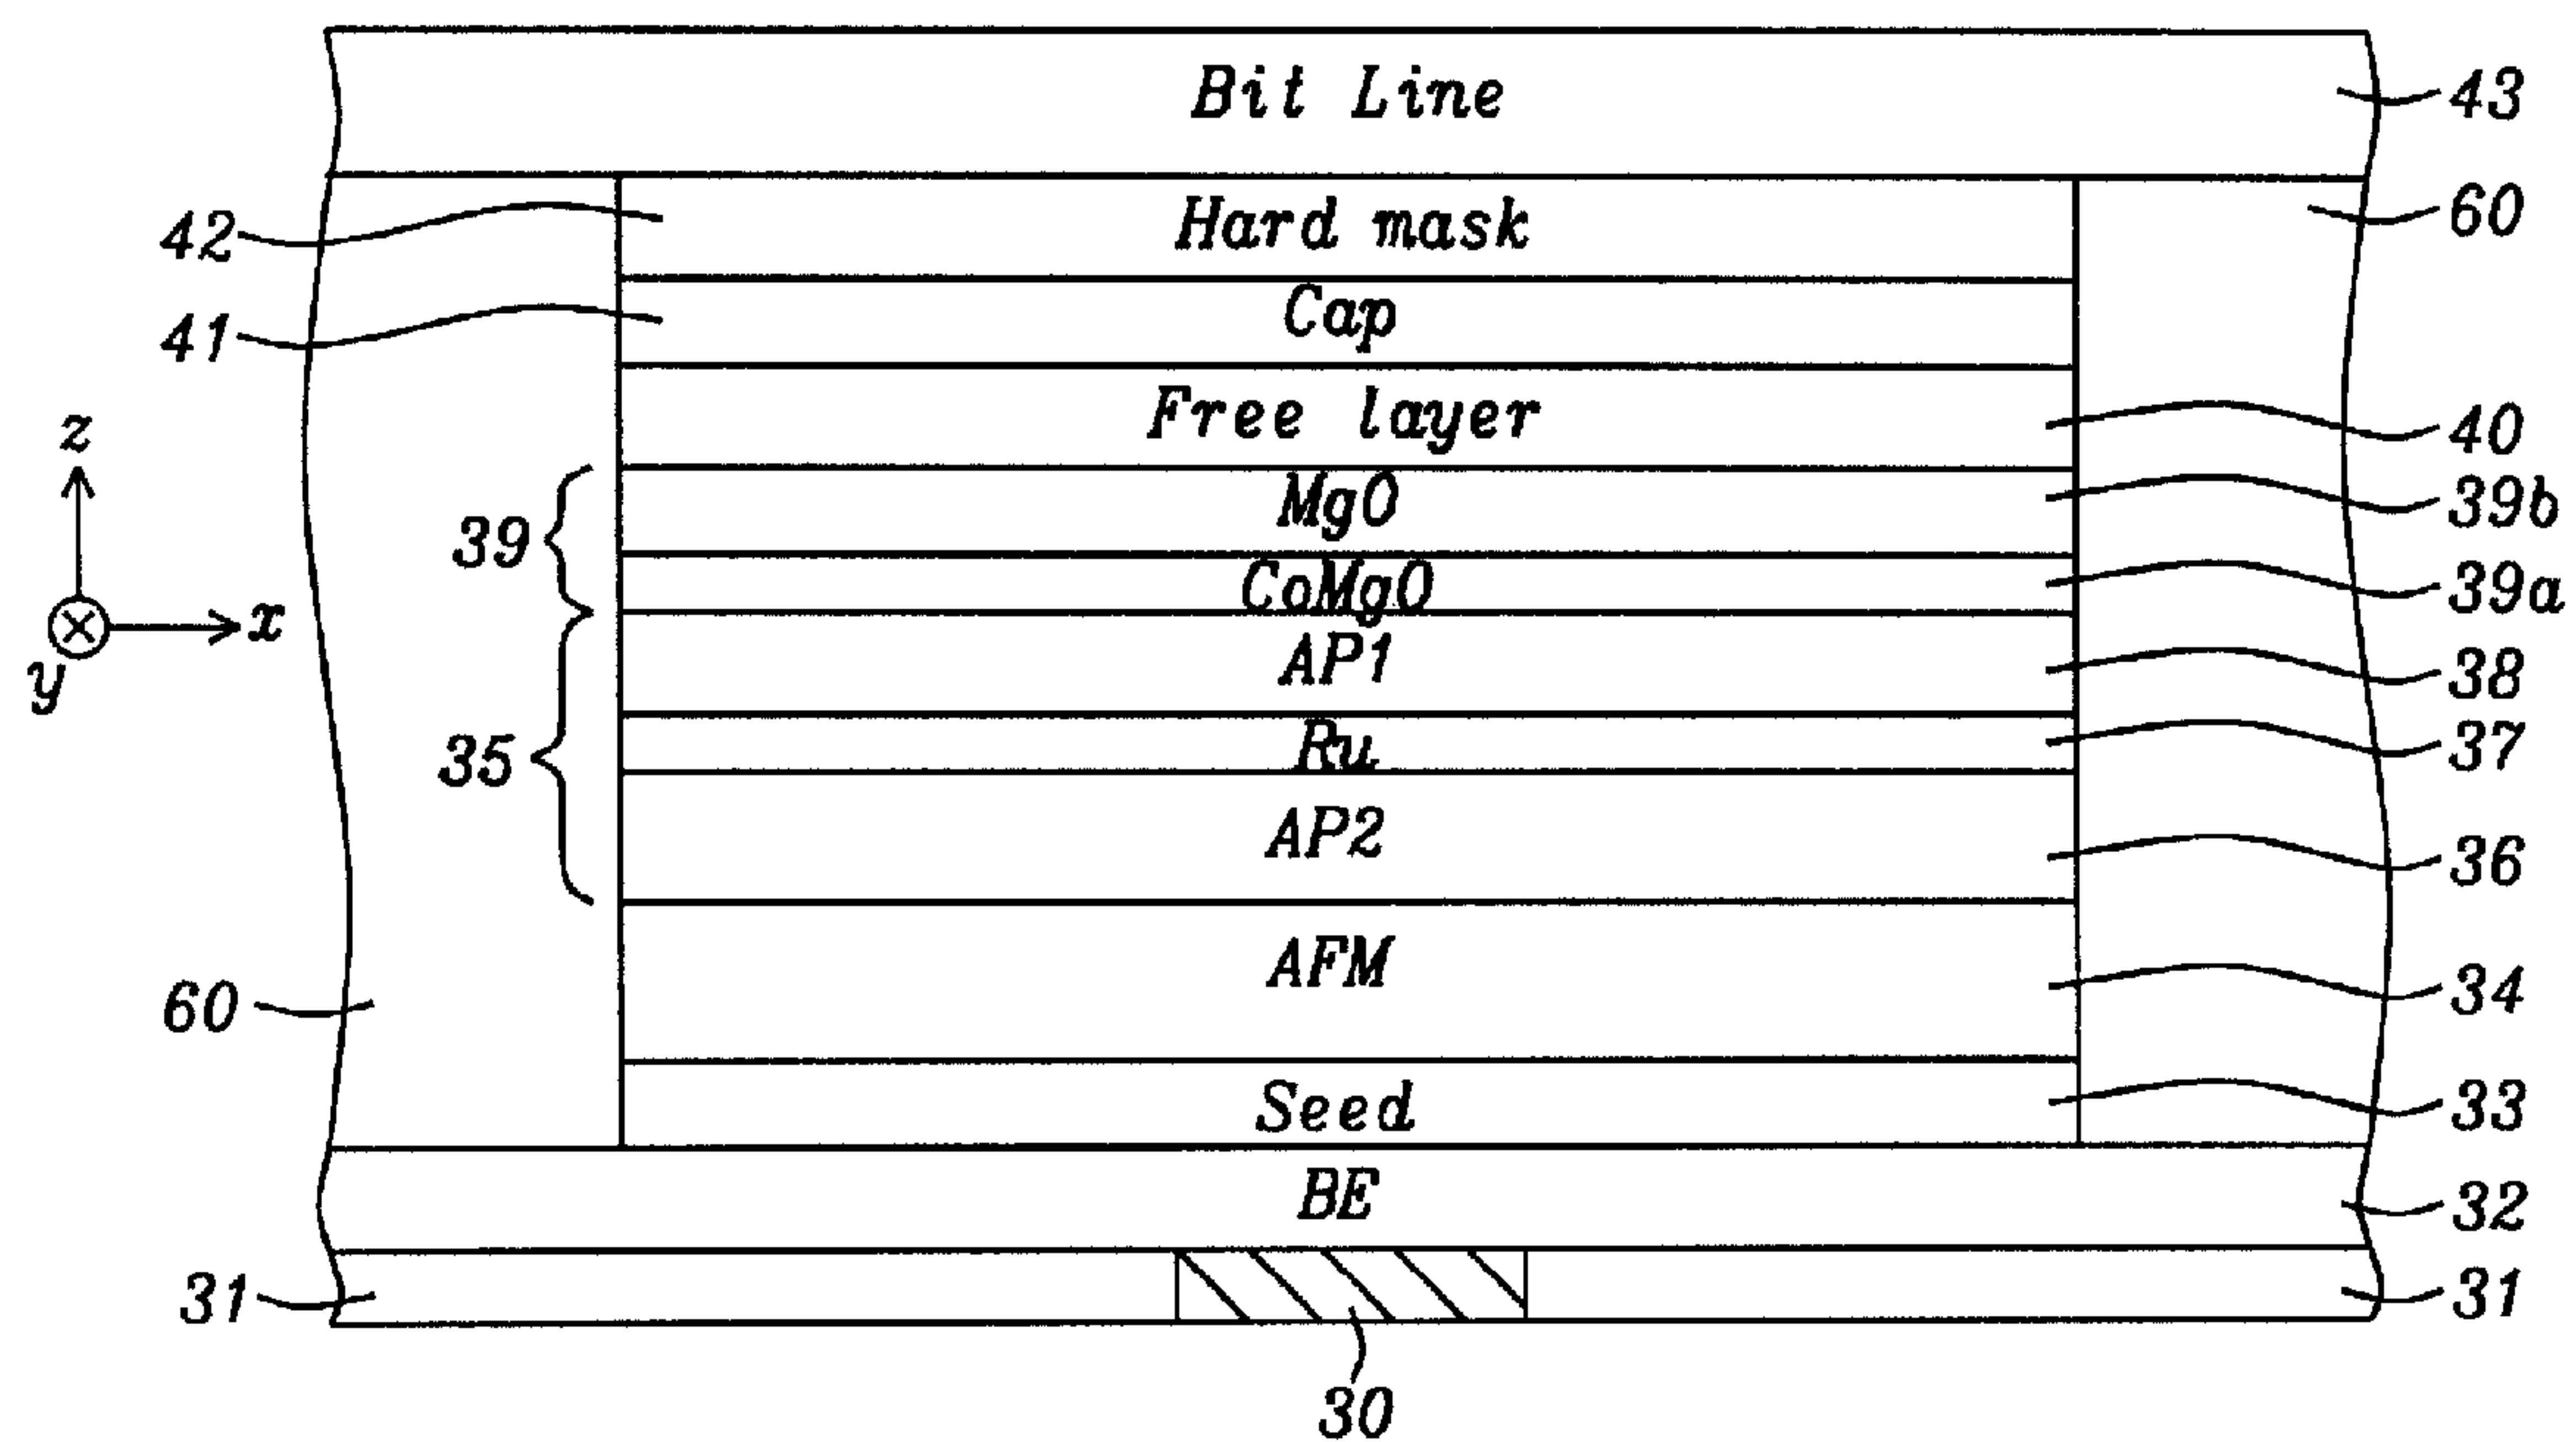 Bit Line
43
42
Hard mask
60
41
Cap
Free layer
40
z
39
MgO
39b
CoMgO
39a
x
y
AP1
38
35
Ru
37
AP2
36
60
AFM
34
Seed
33
BE
32
31
31
30